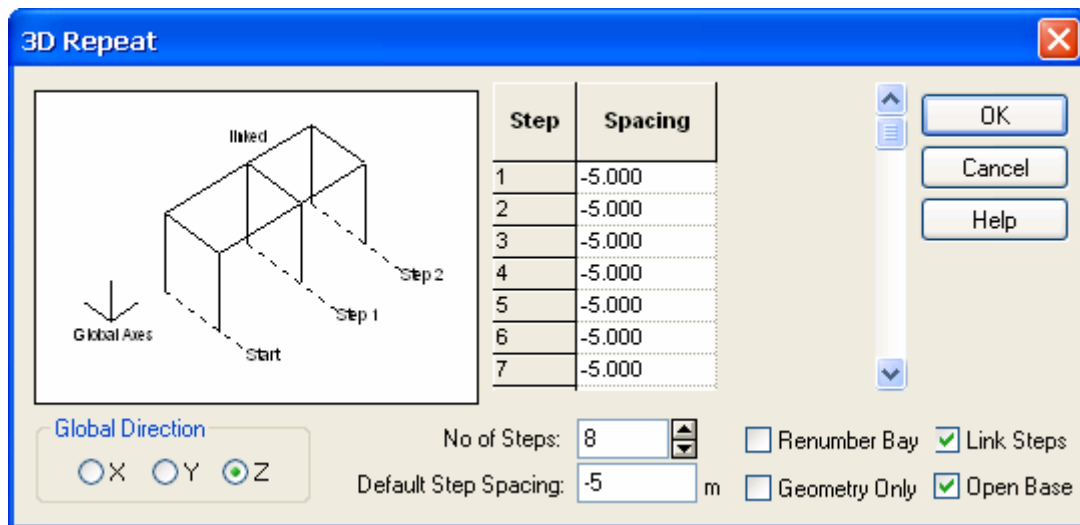 3D Repeat
linked
Step 2
Step 1
Start
Global Axes
Step Spacing
1 -5.000
2 -5.000
3 -5.000
4 -5.000
5 -5.000
6 -5.000
7 -5.000
OK
Cancel
Help
Global Direction
X Y Z
No of Steps: 8
Default Step Spacing: -5 m
Renumber Bay Link Steps
Geometry Only Open Base